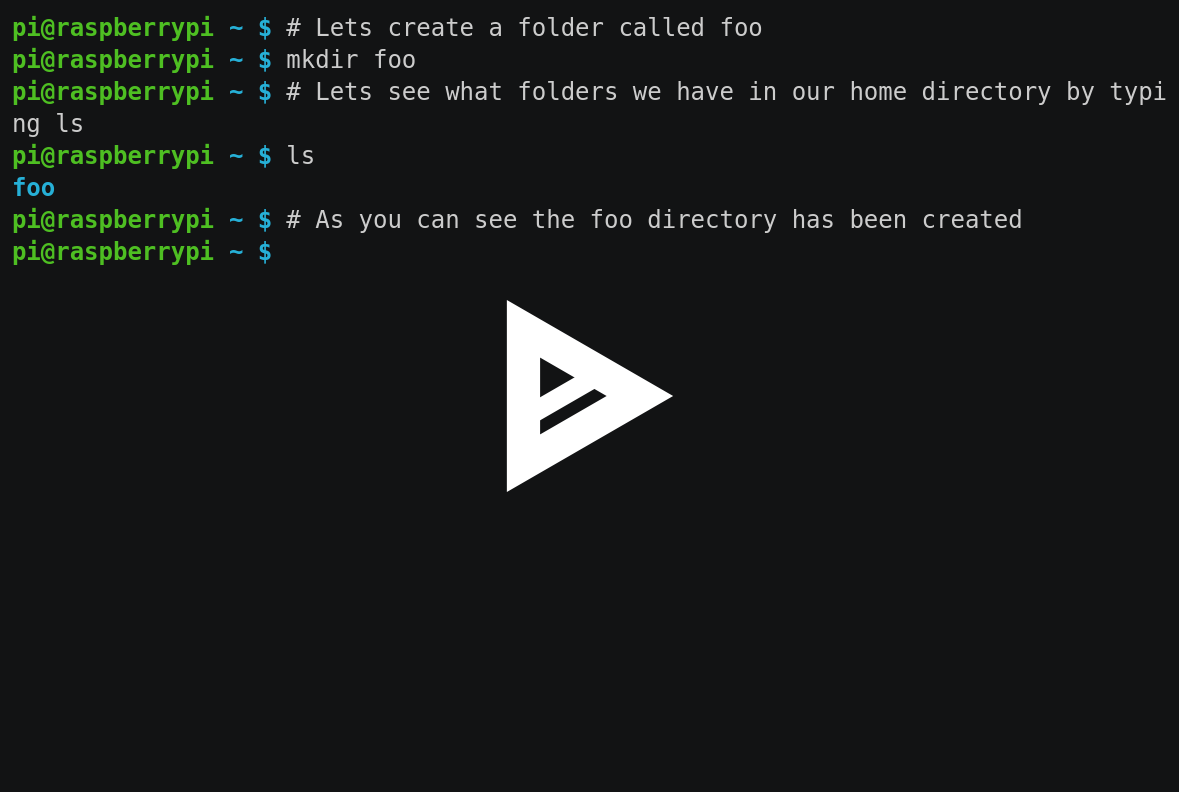 pi@raspberrypi ~ $ # Lets create a folder called foo
pi@raspberrypi ~ $ mkdir foo
pi@raspberrypi ~ $ # Lets see what folders we have in our home directory by typi
ng ls
pi@raspberrypi ~ $ ls
foo
pi@raspberrypi ~ $ # As you can see the foo directory has been created
pi@raspberrypi ~ $